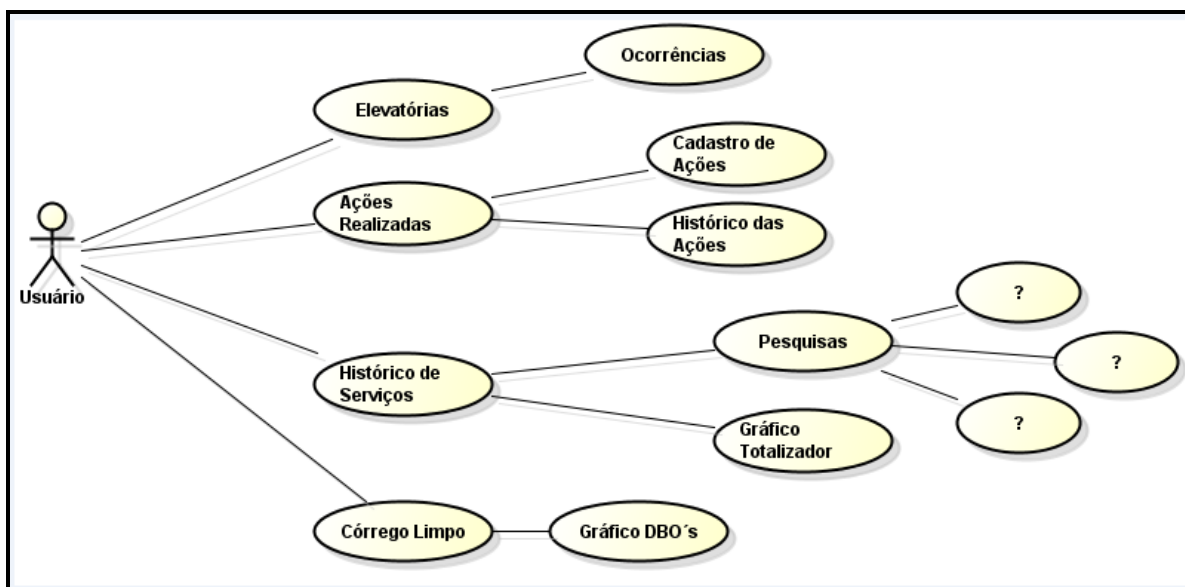 Ocorrências
Elevatórias
Cadastro de
Ações
Ações
Realizadas
Histórico das
Ações
Usuário
?
Pesquisas
?
?
Histórico de
Serviços
Gráfico
Totalizador
Córrego Limpo
Gráfico DBO´s